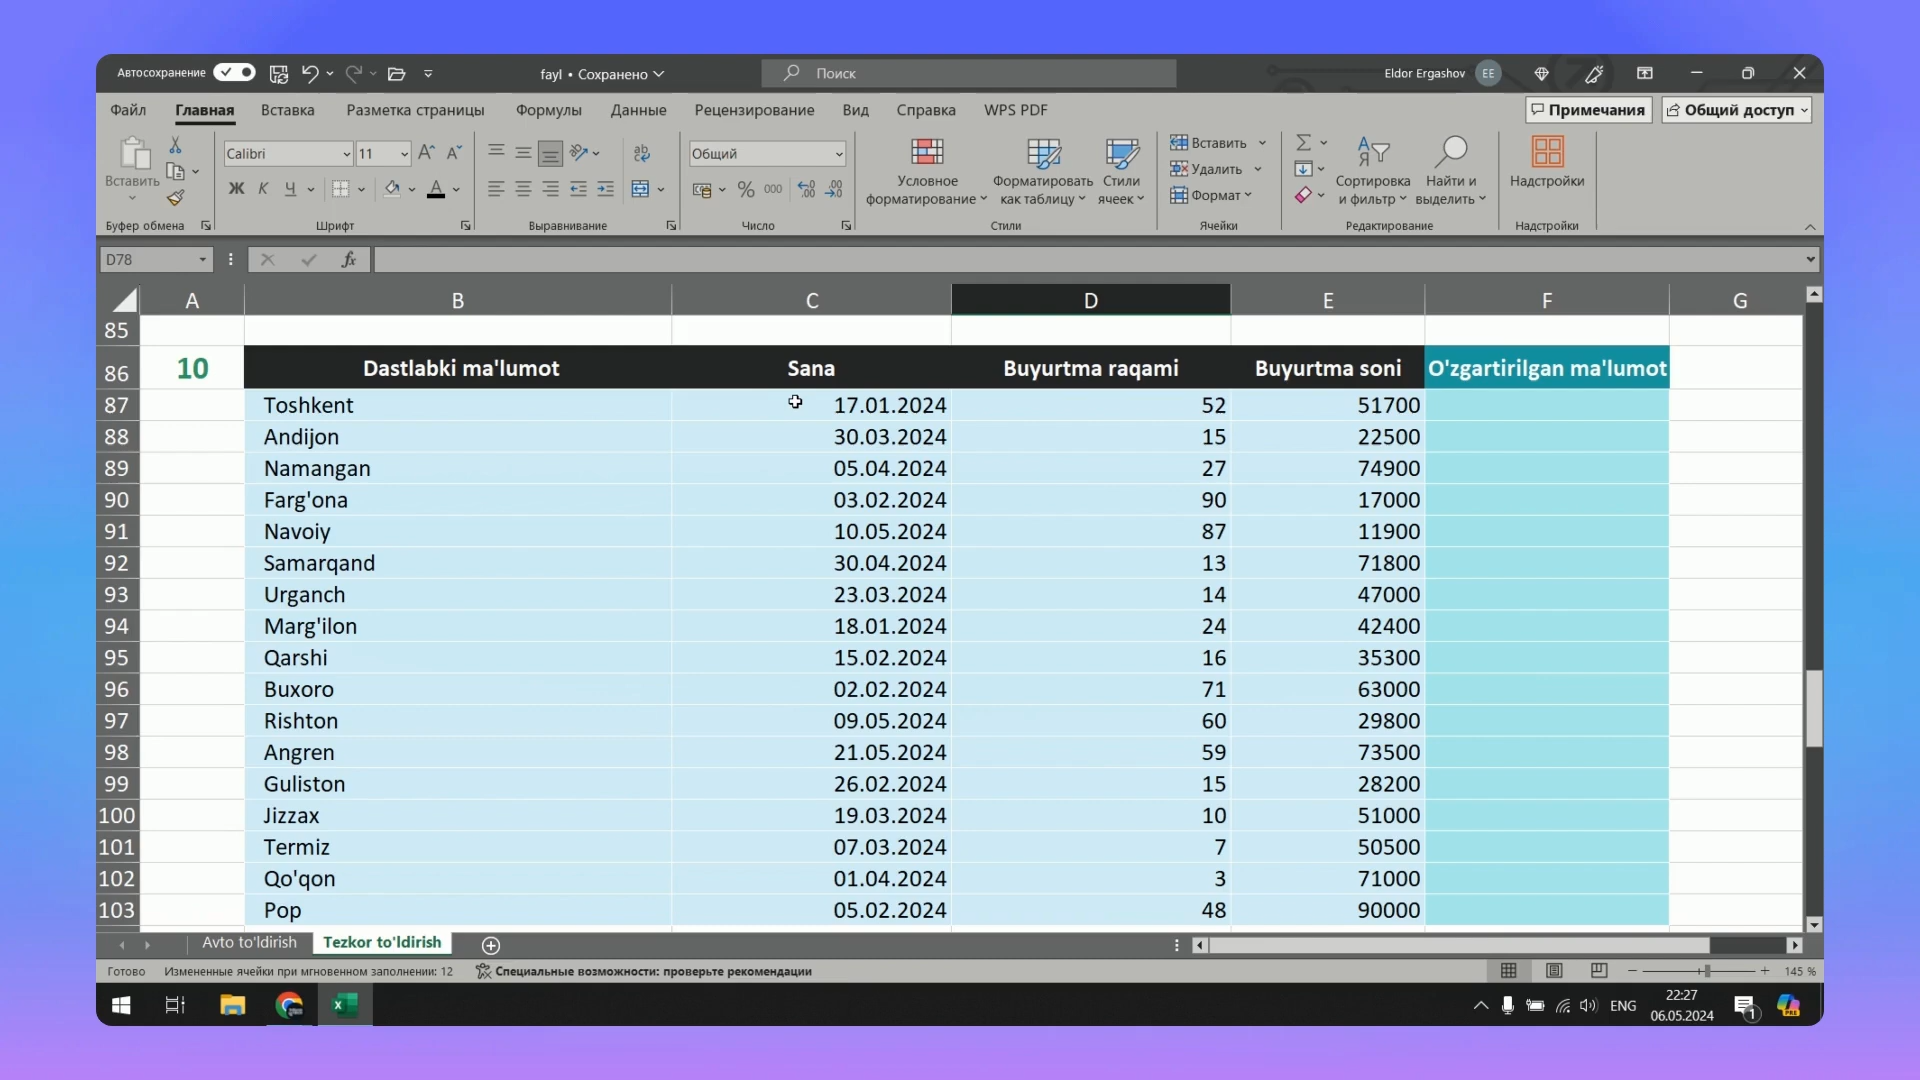 Автосохранение
fayl • Сохранено
Поиск
Eldor Ergashov EE
Файл Главная Вставка Разметка страницы Формулы Данные Рецензирование Вид Справка WPS PDF
Примечания Общий доступ
Вставить
Буфер обмена
Calibri 11
Ж К Ч
Шрифт
Выравнивание
Общий
% 000
Число
Условное форматирование
Форматировать как таблицу
Стили ячеек
Стили
Вставить
Удалить
Формат
Ячейки
Сортировка и фильтр
Найти и выделить
Редактирование
Надстройки
Надстройки
D78 fx
A B C D E F G
85
86 10 Dastlabki ma'lumot Sana Buyurtma raqami Buyurtma soni O'zgartirilgan ma'lumot
87 Toshkent 17.01.2024 52 51700
88 Andijon 30.03.2024 15 22500
89 Namangan 05.04.2024 27 74900
90 Farg'ona 03.02.2024 90 17000
91 Navoiy 10.05.2024 87 11900
92 Samarqand 30.04.2024 13 71800
93 Urganch 23.03.2024 14 47000
94 Marg'ilon 18.01.2024 24 42400
95 Qarshi 15.02.2024 16 35300
96 Buxoro 02.02.2024 71 63000
97 Rishton 09.05.2024 60 29800
98 Angren 21.05.2024 59 73500
99 Guliston 26.02.2024 15 28200
100 Jizzax 19.03.2024 10 51000
101 Termiz 07.03.2024 7 50500
102 Qo'qon 01.04.2024 3 71000
103 Pop 05.02.2024 48 90000
Avto to'ldirish Tezkor to'ldirish
Готово Измененные ячейки при мгновенном заполнении: 12 Специальные возможности: проверьте рекомендации 145 %
ENG 22:27
06.05.2024 1